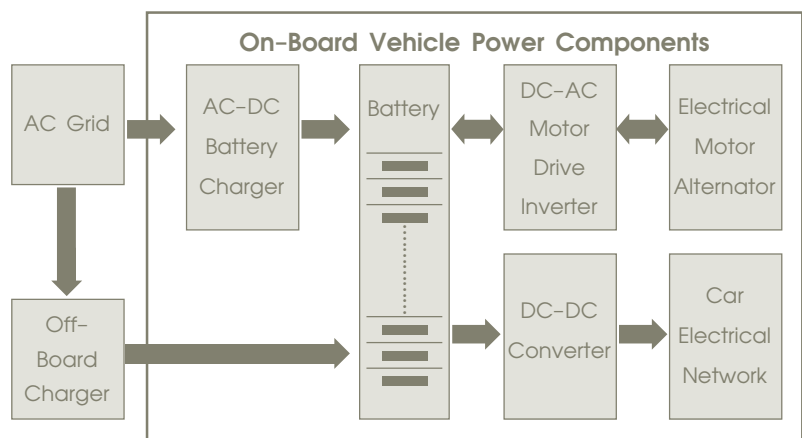 On-Board Vehicle Power Components
AC Grid
AC-DC
Battery
Charger
Battery
DC-AC
Motor
Drive
Inverter
Electrical
Motor
Alternator
Off-
Board
Charger
DC-DC
Converter
Car
Electrical
Network